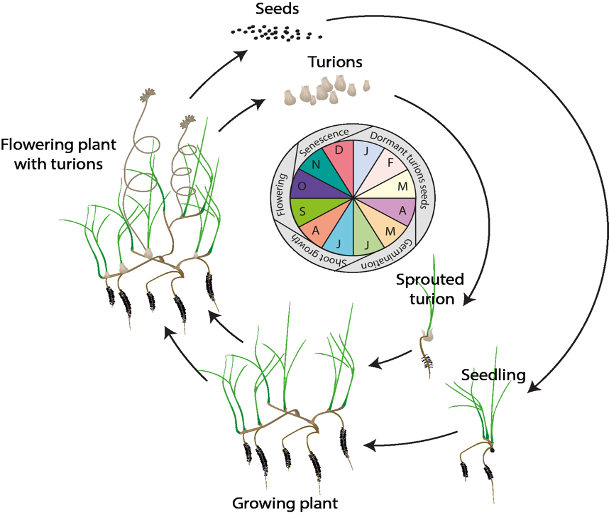 Seeds
Turions
Flowering plant
with turions
Senescence
Dormant turions seeds
Flowering
Shoot growth
Germination
D
J
F
M
A
M
J
J
A
S
O
N
Sprouted
turion
Seedling
Growing plant